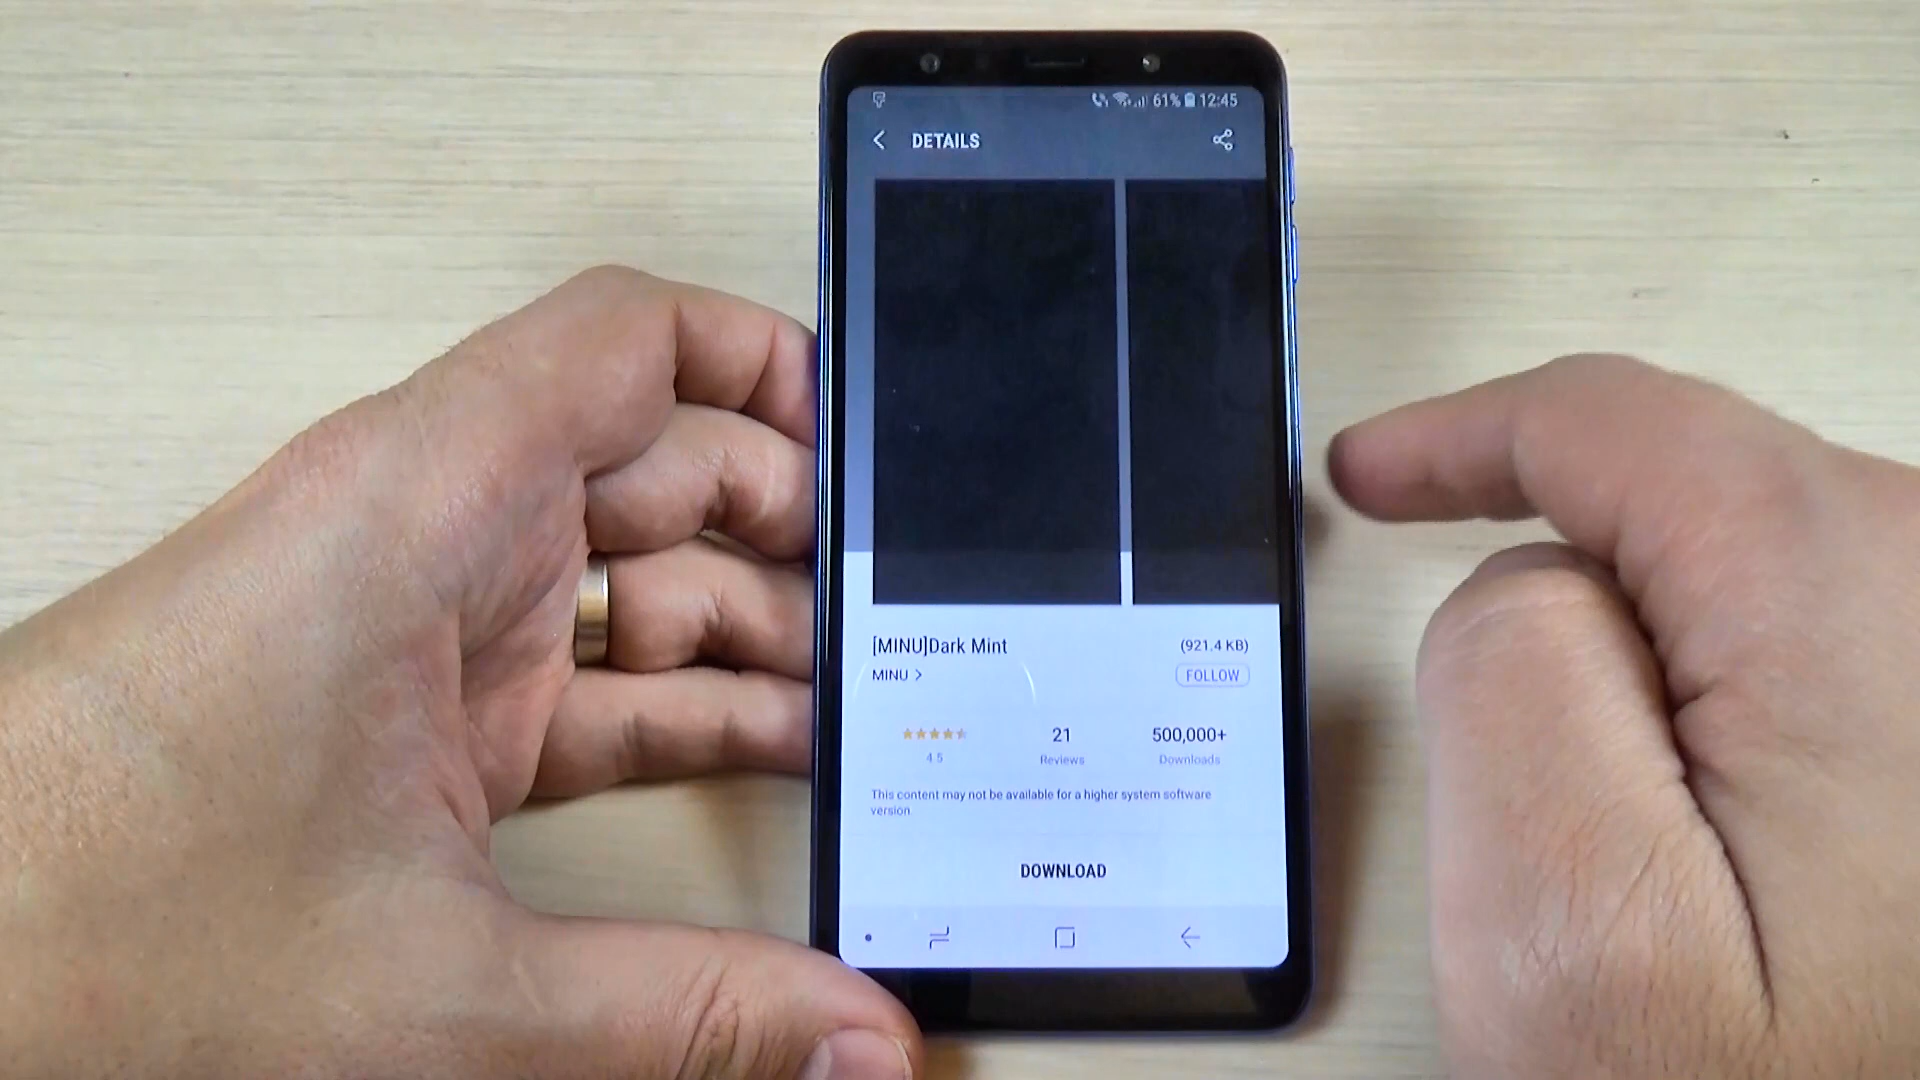 61% 12:45
DETAILS
[MINU]Dark Mint (921.4 KB)
MINU > FOLLOW
21 500,000+
4.5 Reviews Downloads
This content may not be available for a higher system software
version.
DOWNLOAD